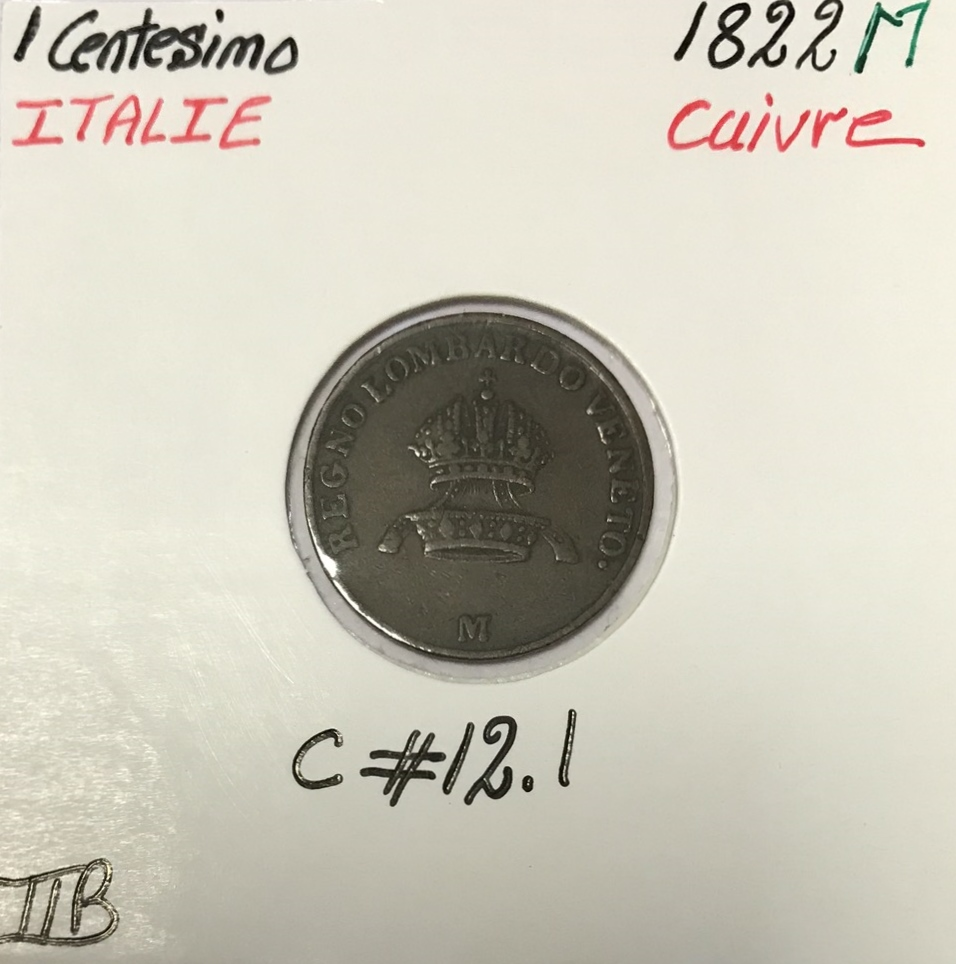 1 Centesimo
1822 M
ITALIE
Cuivre
REGNO LOMBARDO VENETO.
M
C #12.1
TTB